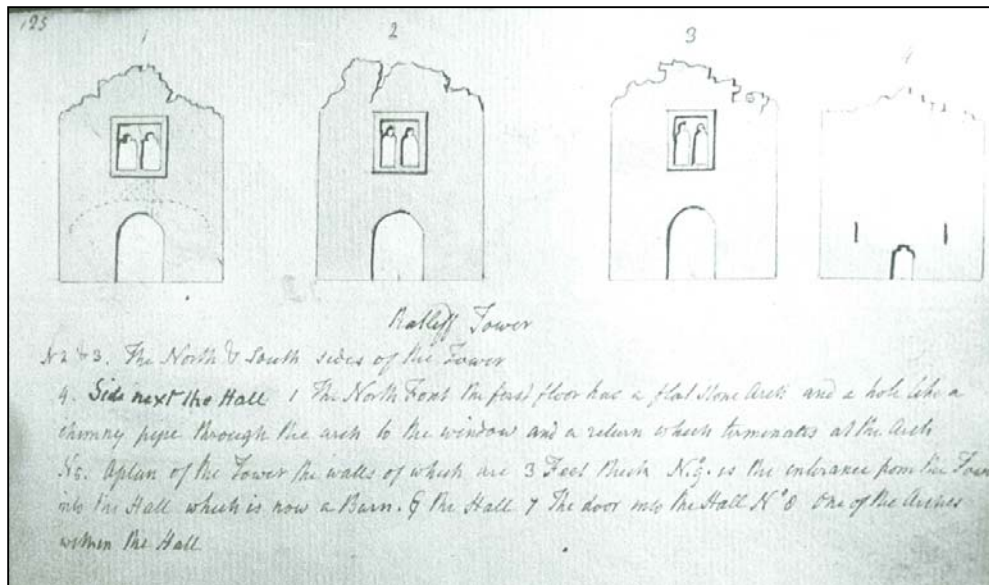 125
1 2 3 4
Ratliff Tower
No 2 & 3. The North & South sides of the Tower
4. Side next the Hall 1 The North Font the first floor has a flat stone Arch and a hole like a
chimny pipe through the arch to the window and a return which terminates at the Arch
No 5. A plan of the Tower the walls of which are 3 Feet thick No 9. is the entrance from the Tower
into the Hall which is now a Barn. 6 the Hall 7 The door into the Hall No 8 One of the Arches
within the Hall